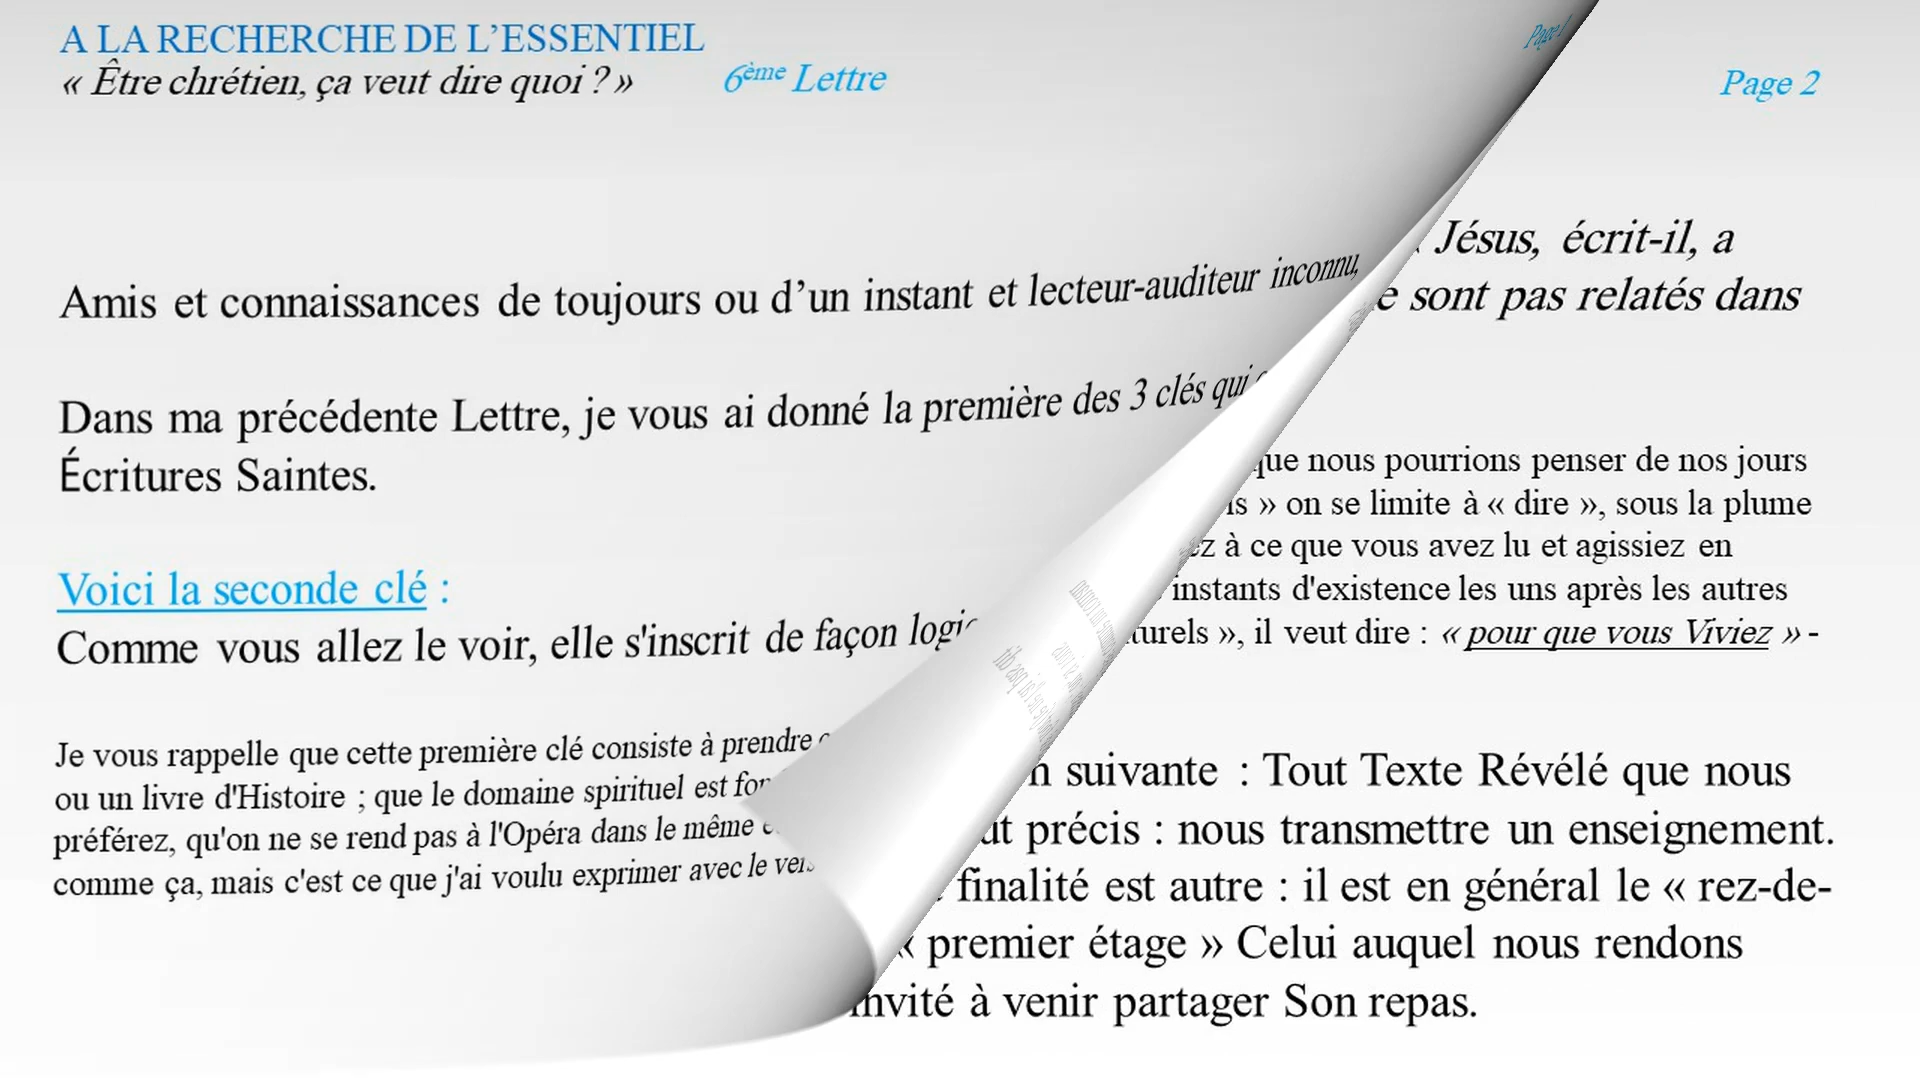 A LA RECHERCHE DE L’ESSENTIEL
« Être chrétien, ça veut dire quoi ? » 6ème Lettre
Page 1
Amis et connaissances de toujours ou d’un instant et lecteur-auditeur inconnu,
Dans ma précédente Lettre, je vous ai donné la première des 3 clés qui
Écritures Saintes.
Voici la seconde clé :
Comme vous allez le voir, elle s'inscrit de façon
Je vous rappelle que cette première clé consiste à prendre
ou un livre d'Histoire ; que le domaine spirituel est
préférez, qu'on ne se rend pas à l'Opéra dans le même
comme ça, mais c'est ce que j'ai voulu exprimer avec le
Page 2
Jésus, écrit-il, a
sont pas relatés dans
que nous pourrions penser de nos jours
» on se limite à « dire », sous la plume
à ce que vous avez lu et agissiez en
instants d'existence les uns après les autres
», il veut dire : « pour que vous Viviez » -
suivante : Tout Texte Révélé que nous
précis : nous transmettre un enseignement.
finalité est autre : il est en général le « rez-de-
« premier étage » Celui auquel nous rendons
invité à venir partager Son repas.